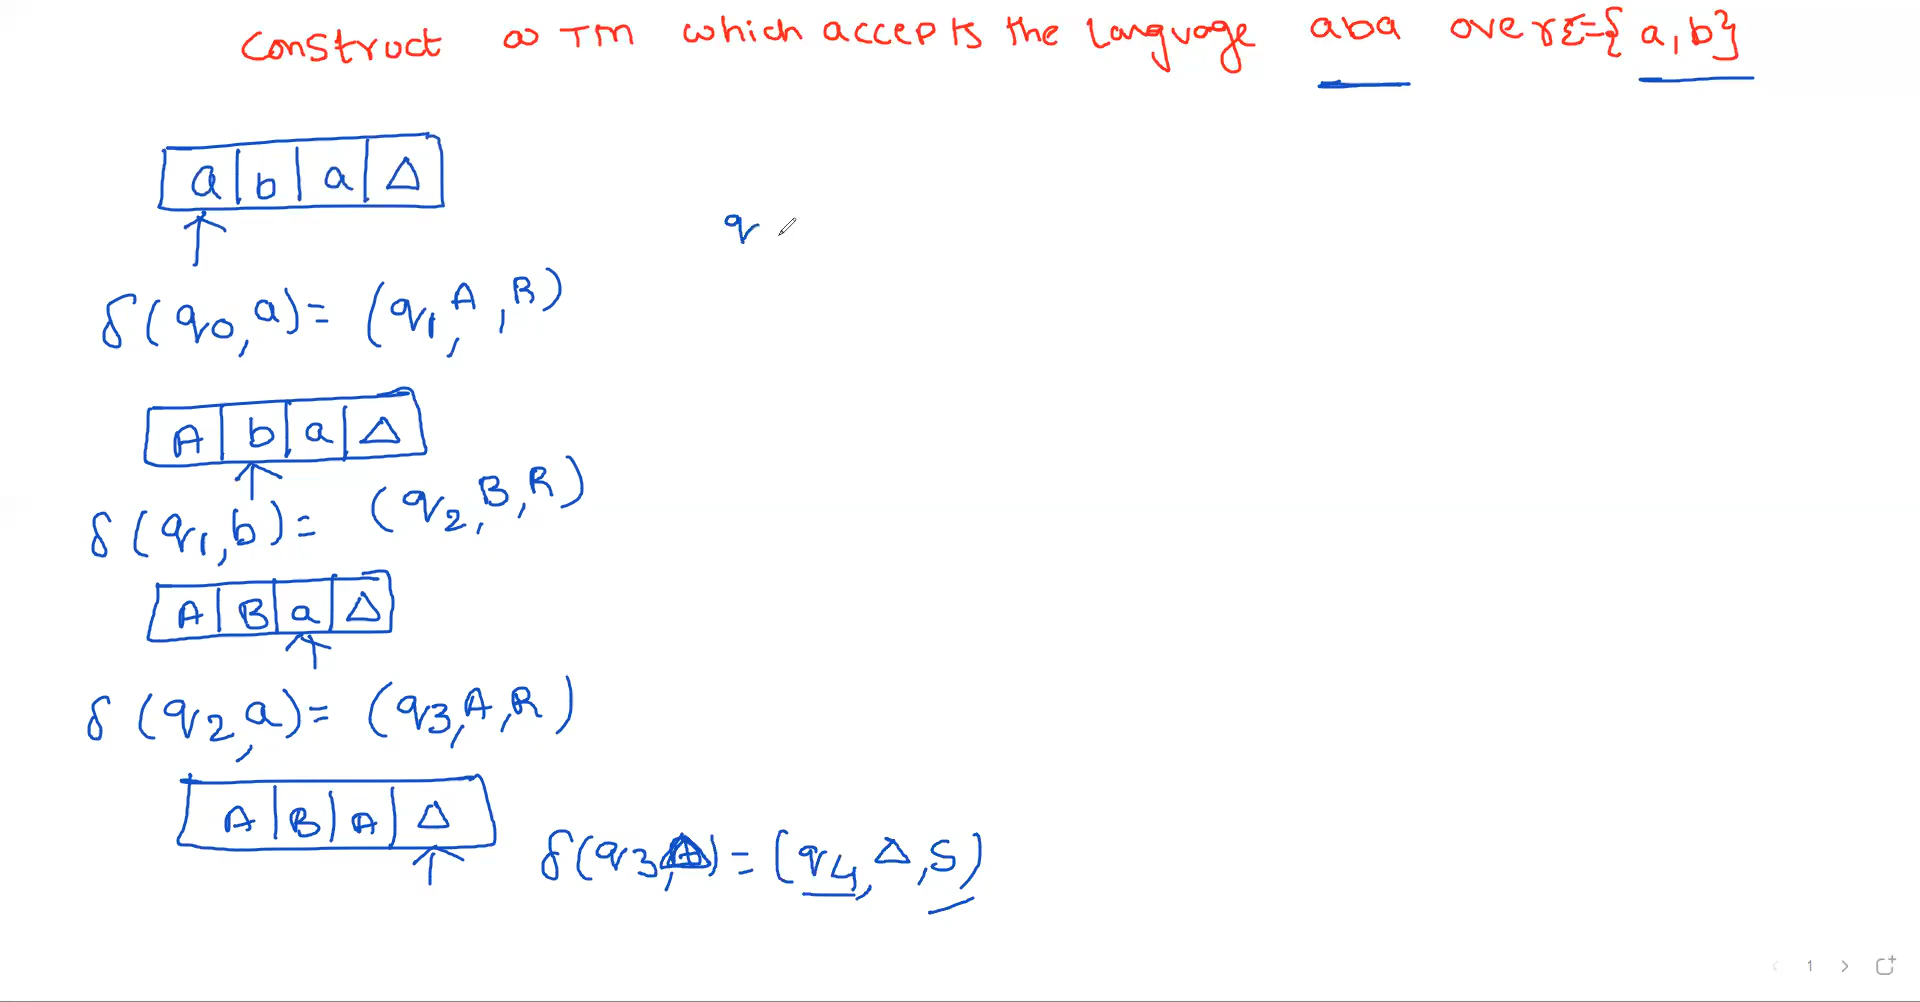 construct a TM which accepts the language aba over Σ={a,b}
a b a Δ
q
δ(q0,a)= (q1,A,R)
A b a Δ
δ(q1,b)= (q2,B,R)
A B a Δ
δ(q2,a)= (q3,A,R)
A B A Δ
δ(q3,Δ)=(q4,Δ,S)
1